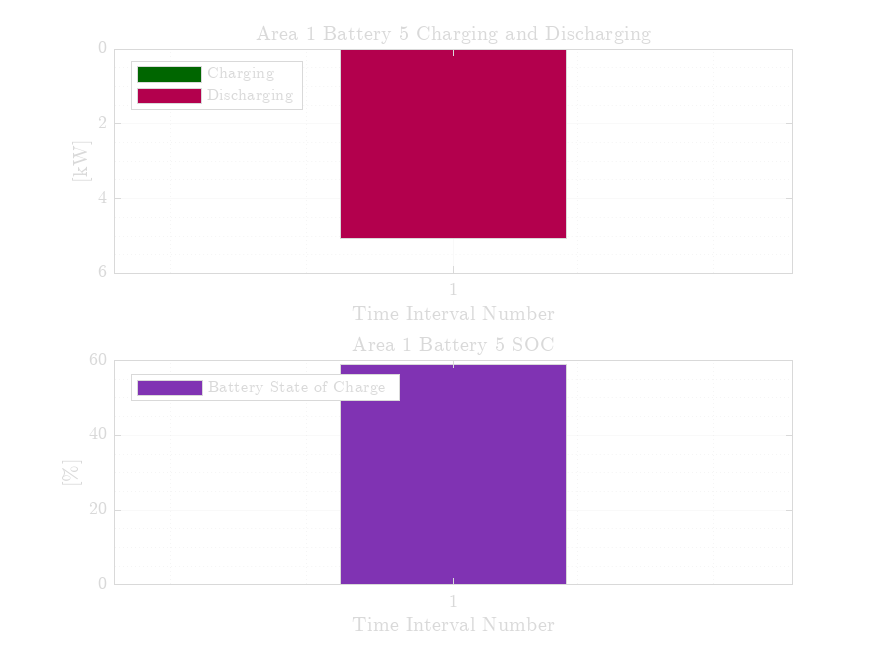 Area 1 Battery 5 Charging and Discharging
0
Charging
Discharging
2
[kW]
4
6
1
Time Interval Number
Area 1 Battery 5 SOC
60
Battery State of Charge
40
[%]
20
0
1
Time Interval Number